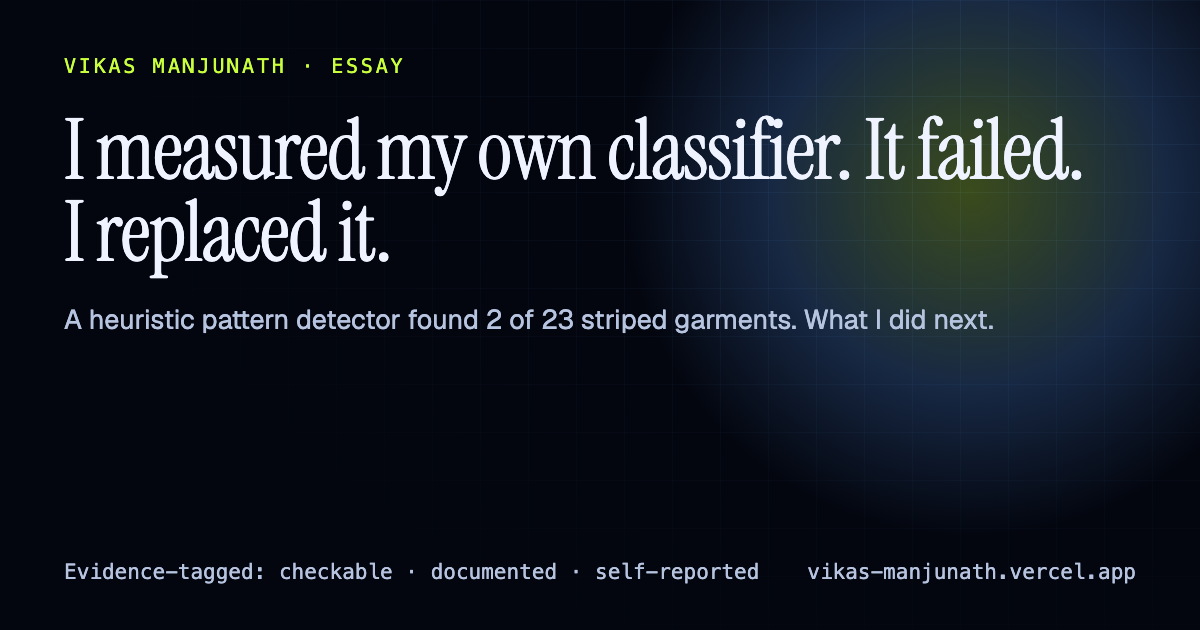 VIKAS MANJUNATH · ESSAY
I measured my own classifier. It failed.
I replaced it.
A heuristic pattern detector found 2 of 23 striped garments. What I did next.
Evidence-tagged: checkable · documented · self-reported
vikas-manjunath.vercel.app